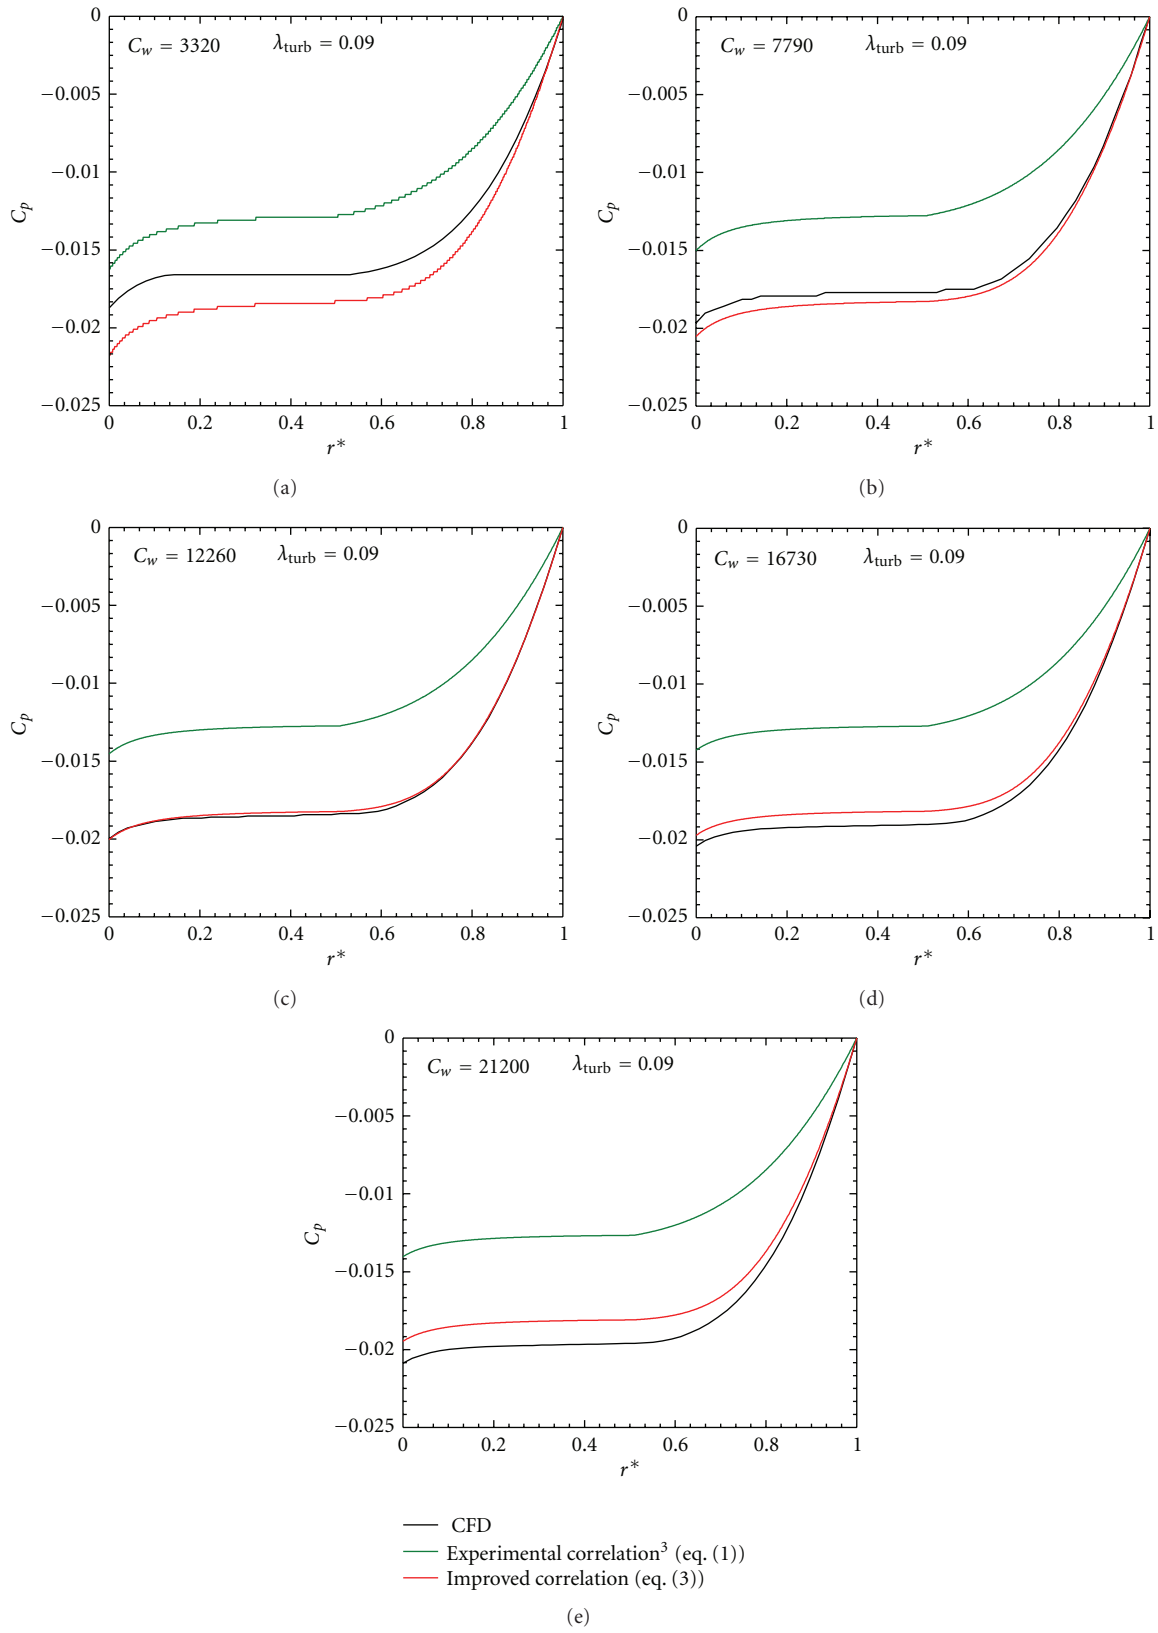 C_w = 3320 λ_turb = 0.09
0
−0.005
−0.01
−0.015
−0.02
−0.025
C_p
0 0.2 0.4 0.6 0.8 1
r*
(a)
C_w = 7790 λ_turb = 0.09
0
−0.005
−0.01
−0.015
−0.02
−0.025
C_p
0 0.2 0.4 0.6 0.8 1
r*
(b)
C_w = 12260 λ_turb = 0.09
0
−0.005
−0.01
−0.015
−0.02
−0.025
C_p
0 0.2 0.4 0.6 0.8 1
r*
(c)
C_w = 16730 λ_turb = 0.09
0
−0.005
−0.01
−0.015
−0.02
−0.025
C_p
0 0.2 0.4 0.6 0.8 1
r*
(d)
C_w = 21200 λ_turb = 0.09
0
−0.005
−0.01
−0.015
−0.02
−0.025
C_p
0 0.2 0.4 0.6 0.8 1
r*
CFD
Experimental correlation³ (eq. (1))
Improved correlation (eq. (3))
(e)